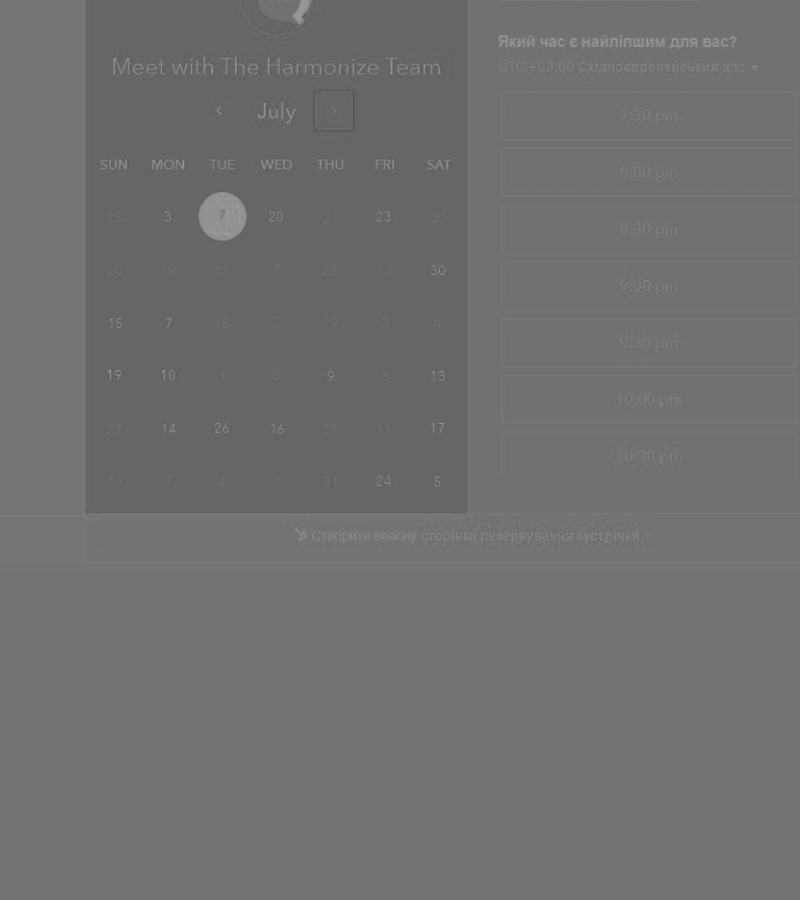 Meet with The Harmonize Team
July
SUN MON TUE WED THU FRI SAT
28 3 7 20 21 23 30
20 19 11 7 25 17 30
15 7 18 2 19 3 4
19 10 1 8 9 3 13
27 14 26 16 27 11 17
16 7 4 2 31 24 5
Який час є найліпшим для вас?
UTC +03:00 Східноєвропейський час
7:30 pm
8:00 pm
8:30 pm
9:00 pm
9:30 pm
10:00 pm
10:30 pm
Створити власну сторінка резервування зустрічей